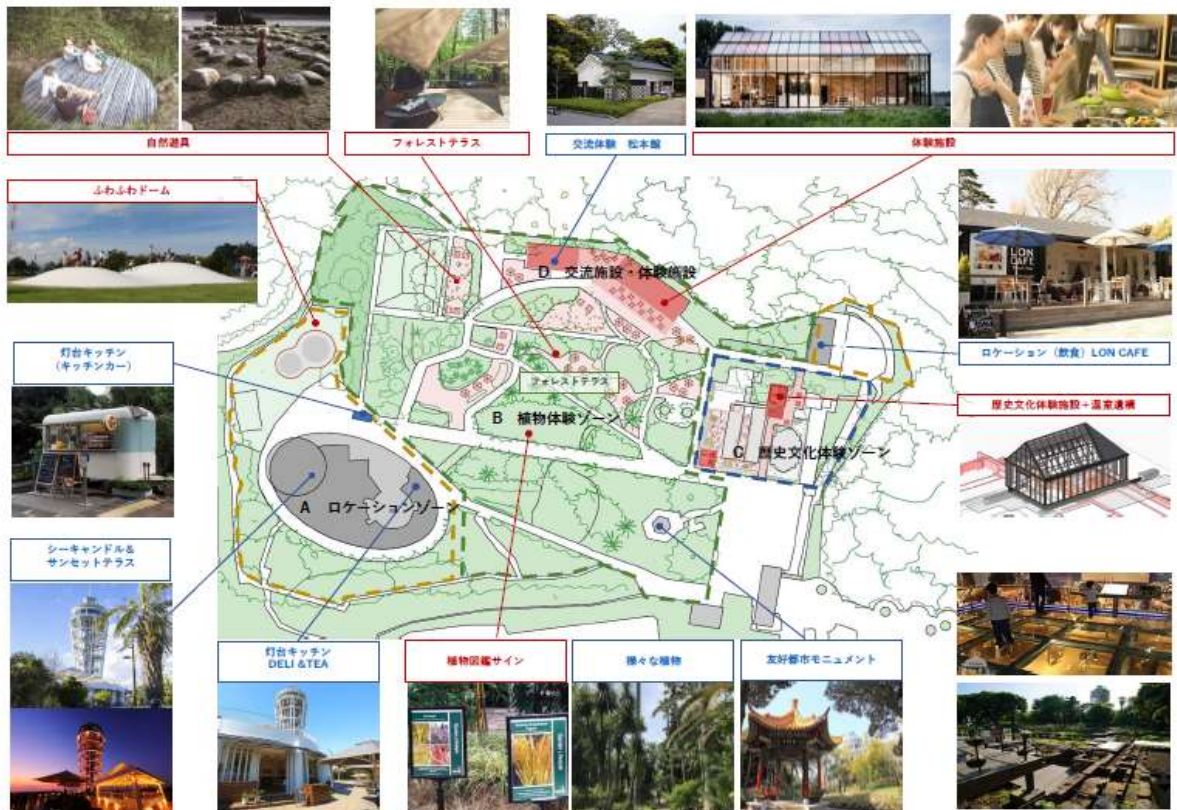 自然遊具
フォレストテラス
交流体験　松本館
体験施設
ふわふわドーム
D　交流施設・体験施設
LON
CAFE
灯台キッチン
（キッチンカー）
ロケーション（飲食）LON CAFE
フォレストテラス
B　植物体験ゾーン
歴史文化体験施設＋温室遺構
C　歴史文化体験ゾーン
A　ロケーションゾーン
シーキャンドル＆
サンセットテラス
灯台キッチン
DELI &TEA
植物図鑑サイン
様々な植物
友好都市モニュメント